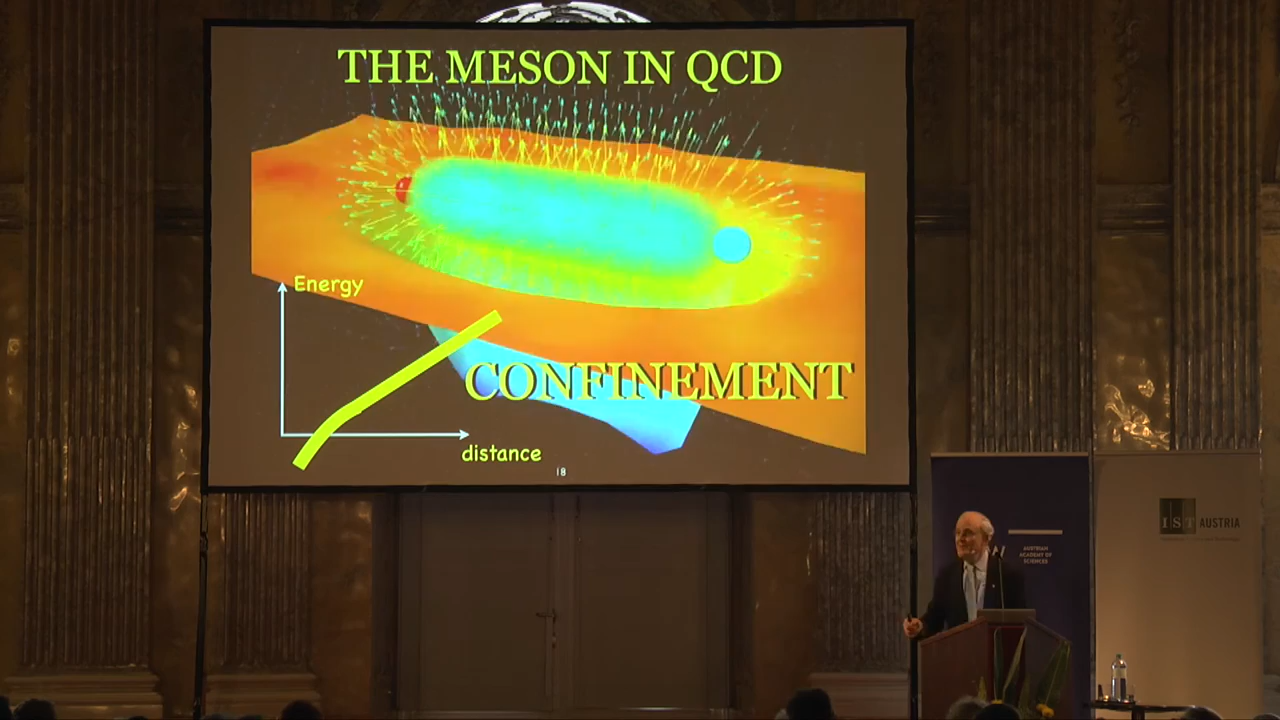 THE MESON IN QCD
Energy
CONFINEMENT
distance
18
IST AUSTRIA
AUSTRIAN
ACADEMY OF
SCIENCES